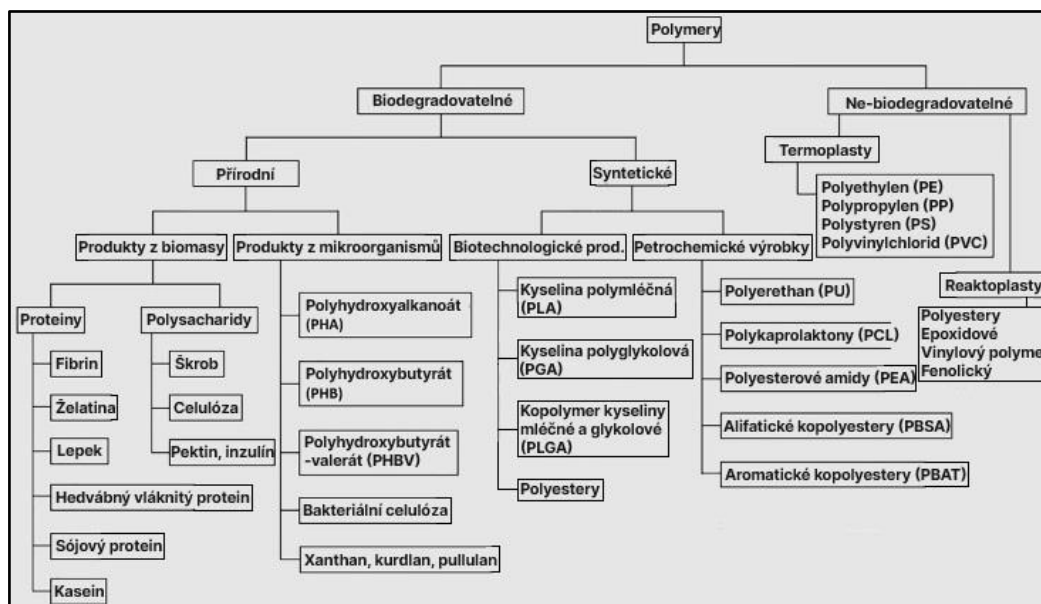 Polymery
Biodegradovatelné
Ne-biodegradovatelné
Přírodní
Syntetické
Termoplasty
Polyethylen (PE)
Polypropylen (PP)
Polystyren (PS)
Polyvinylchlorid (PVC)
Reaktoplasty
Polyestery
Epoxidové
Vinylový polyme
Fenolický
Produkty z biomasy
Produkty z mikroorganismů
Biotechnologické prod.
Petrochemické výrobky
Proteiny
Fibrin
Želatina
Lepek
Hedvábný vláknitý protein
Sójový protein
Kasein
Polysacharidy
Škrob
Celulóza
Pektin, inzulín
Polyhydroxyalkanoát
(PHA)
Polyhydroxybutyrát
(PHB)
Polyhydroxybutyrát
-valerát (PHBV)
Bakteriální celulóza
Xanthan, kurdlan, pullulan
Kyselina polymléčná
(PLA)
Kyselina polyglykolová
(PGA)
Kopolymer kyseliny
mléčné a glykolové
(PLGA)
Polyestery
Polyerethan (PU)
Polykaprolaktony (PCL)
Polyesterové amidy (PEA)
Alifatické kopolyestery (PBSA)
Aromatické kopolyestery (PBAT)